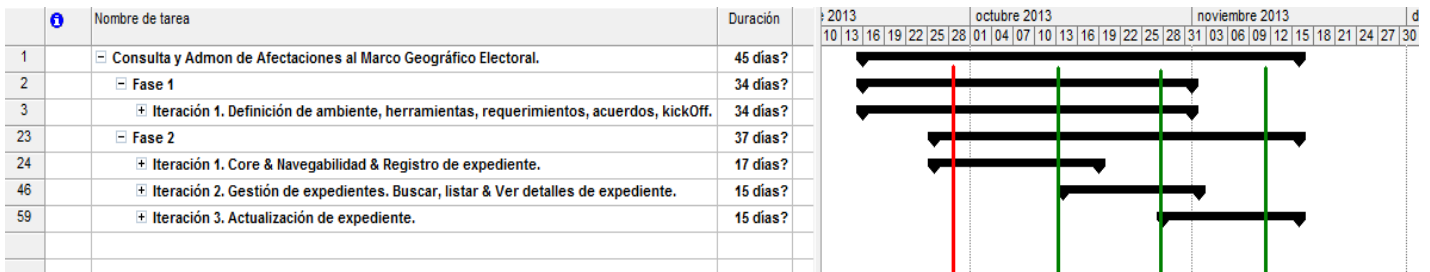 Nombre de tarea Duración e 2013 octubre 2013 noviembre 2013 d
10 13 16 19 22 25 28 01 04 07 10 13 16 19 22 25 28 31 03 06 09 12 15 18 21 24 27 30
1 Consulta y Admon de Afectaciones al Marco Geográfico Electoral. 45 días?
2 Fase 1 34 días?
3 Iteración 1. Definición de ambiente, herramientas, requerimientos, acuerdos, kickOff. 34 días?
23 Fase 2 37 días?
24 Iteración 1. Core & Navegabilidad & Registro de expediente. 17 días?
46 Iteración 2. Gestión de expedientes. Buscar, listar & Ver detalles de expediente. 15 días?
59 Iteración 3. Actualización de expediente. 15 días?